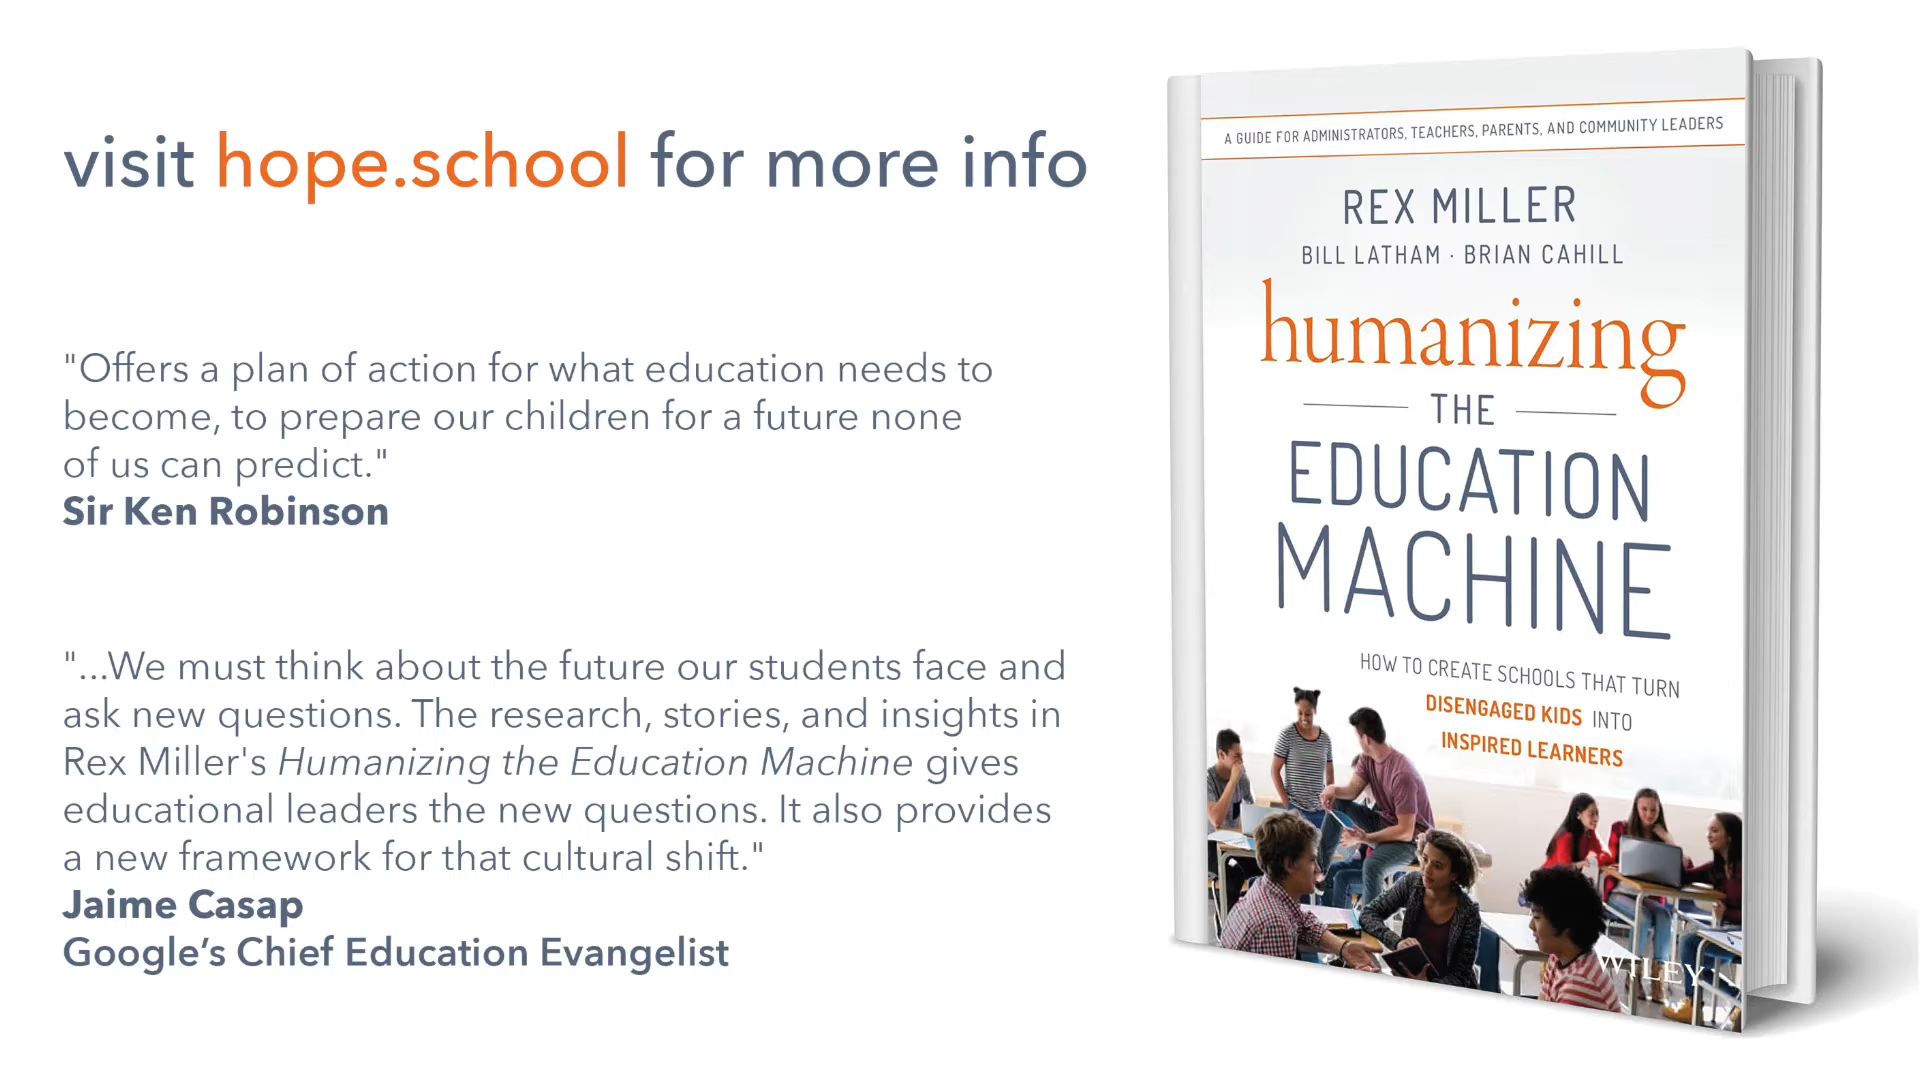 visit hope.school for more info
"Offers a plan of action for what education needs to
become, to prepare our children for a future none
of us can predict."
Sir Ken Robinson
"...We must think about the future our students face and
ask new questions. The research, stories, and insights in
Rex Miller's Humanizing the Education Machine gives
educational leaders the new questions. It also provides
a new framework for that cultural shift."
Jaime Casap
Google’s Chief Education Evangelist
A GUIDE FOR ADMINISTRATORS, TEACHERS, PARENTS, AND COMMUNITY LEADERS
REX MILLER
BILL LATHAM · BRIAN CAHILL
humanizing
THE
EDUCATION
MACHINE
HOW TO CREATE SCHOOLS THAT TURN
DISENGAGED KIDS INTO
INSPIRED LEARNERS
WILEY